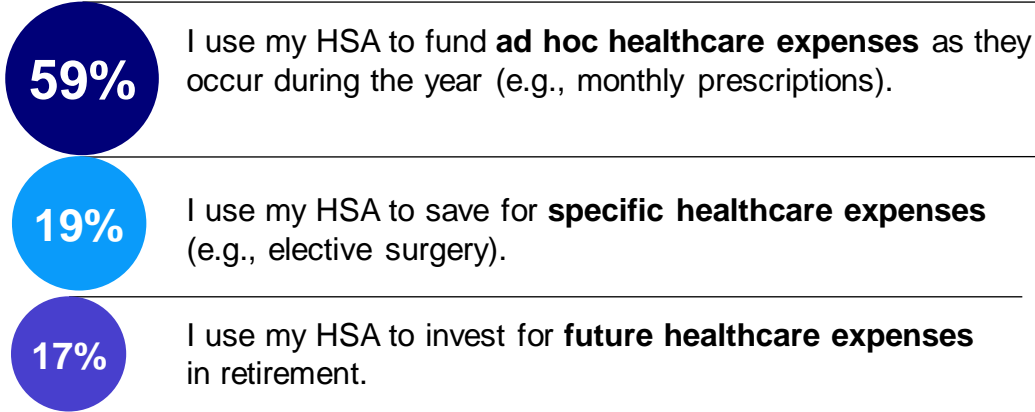 59%
I use my HSA to fund ad hoc healthcare expenses as they
occur during the year (e.g., monthly prescriptions).
19%
I use my HSA to save for specific healthcare expenses
(e.g., elective surgery).
17%
I use my HSA to invest for future healthcare expenses
in retirement.